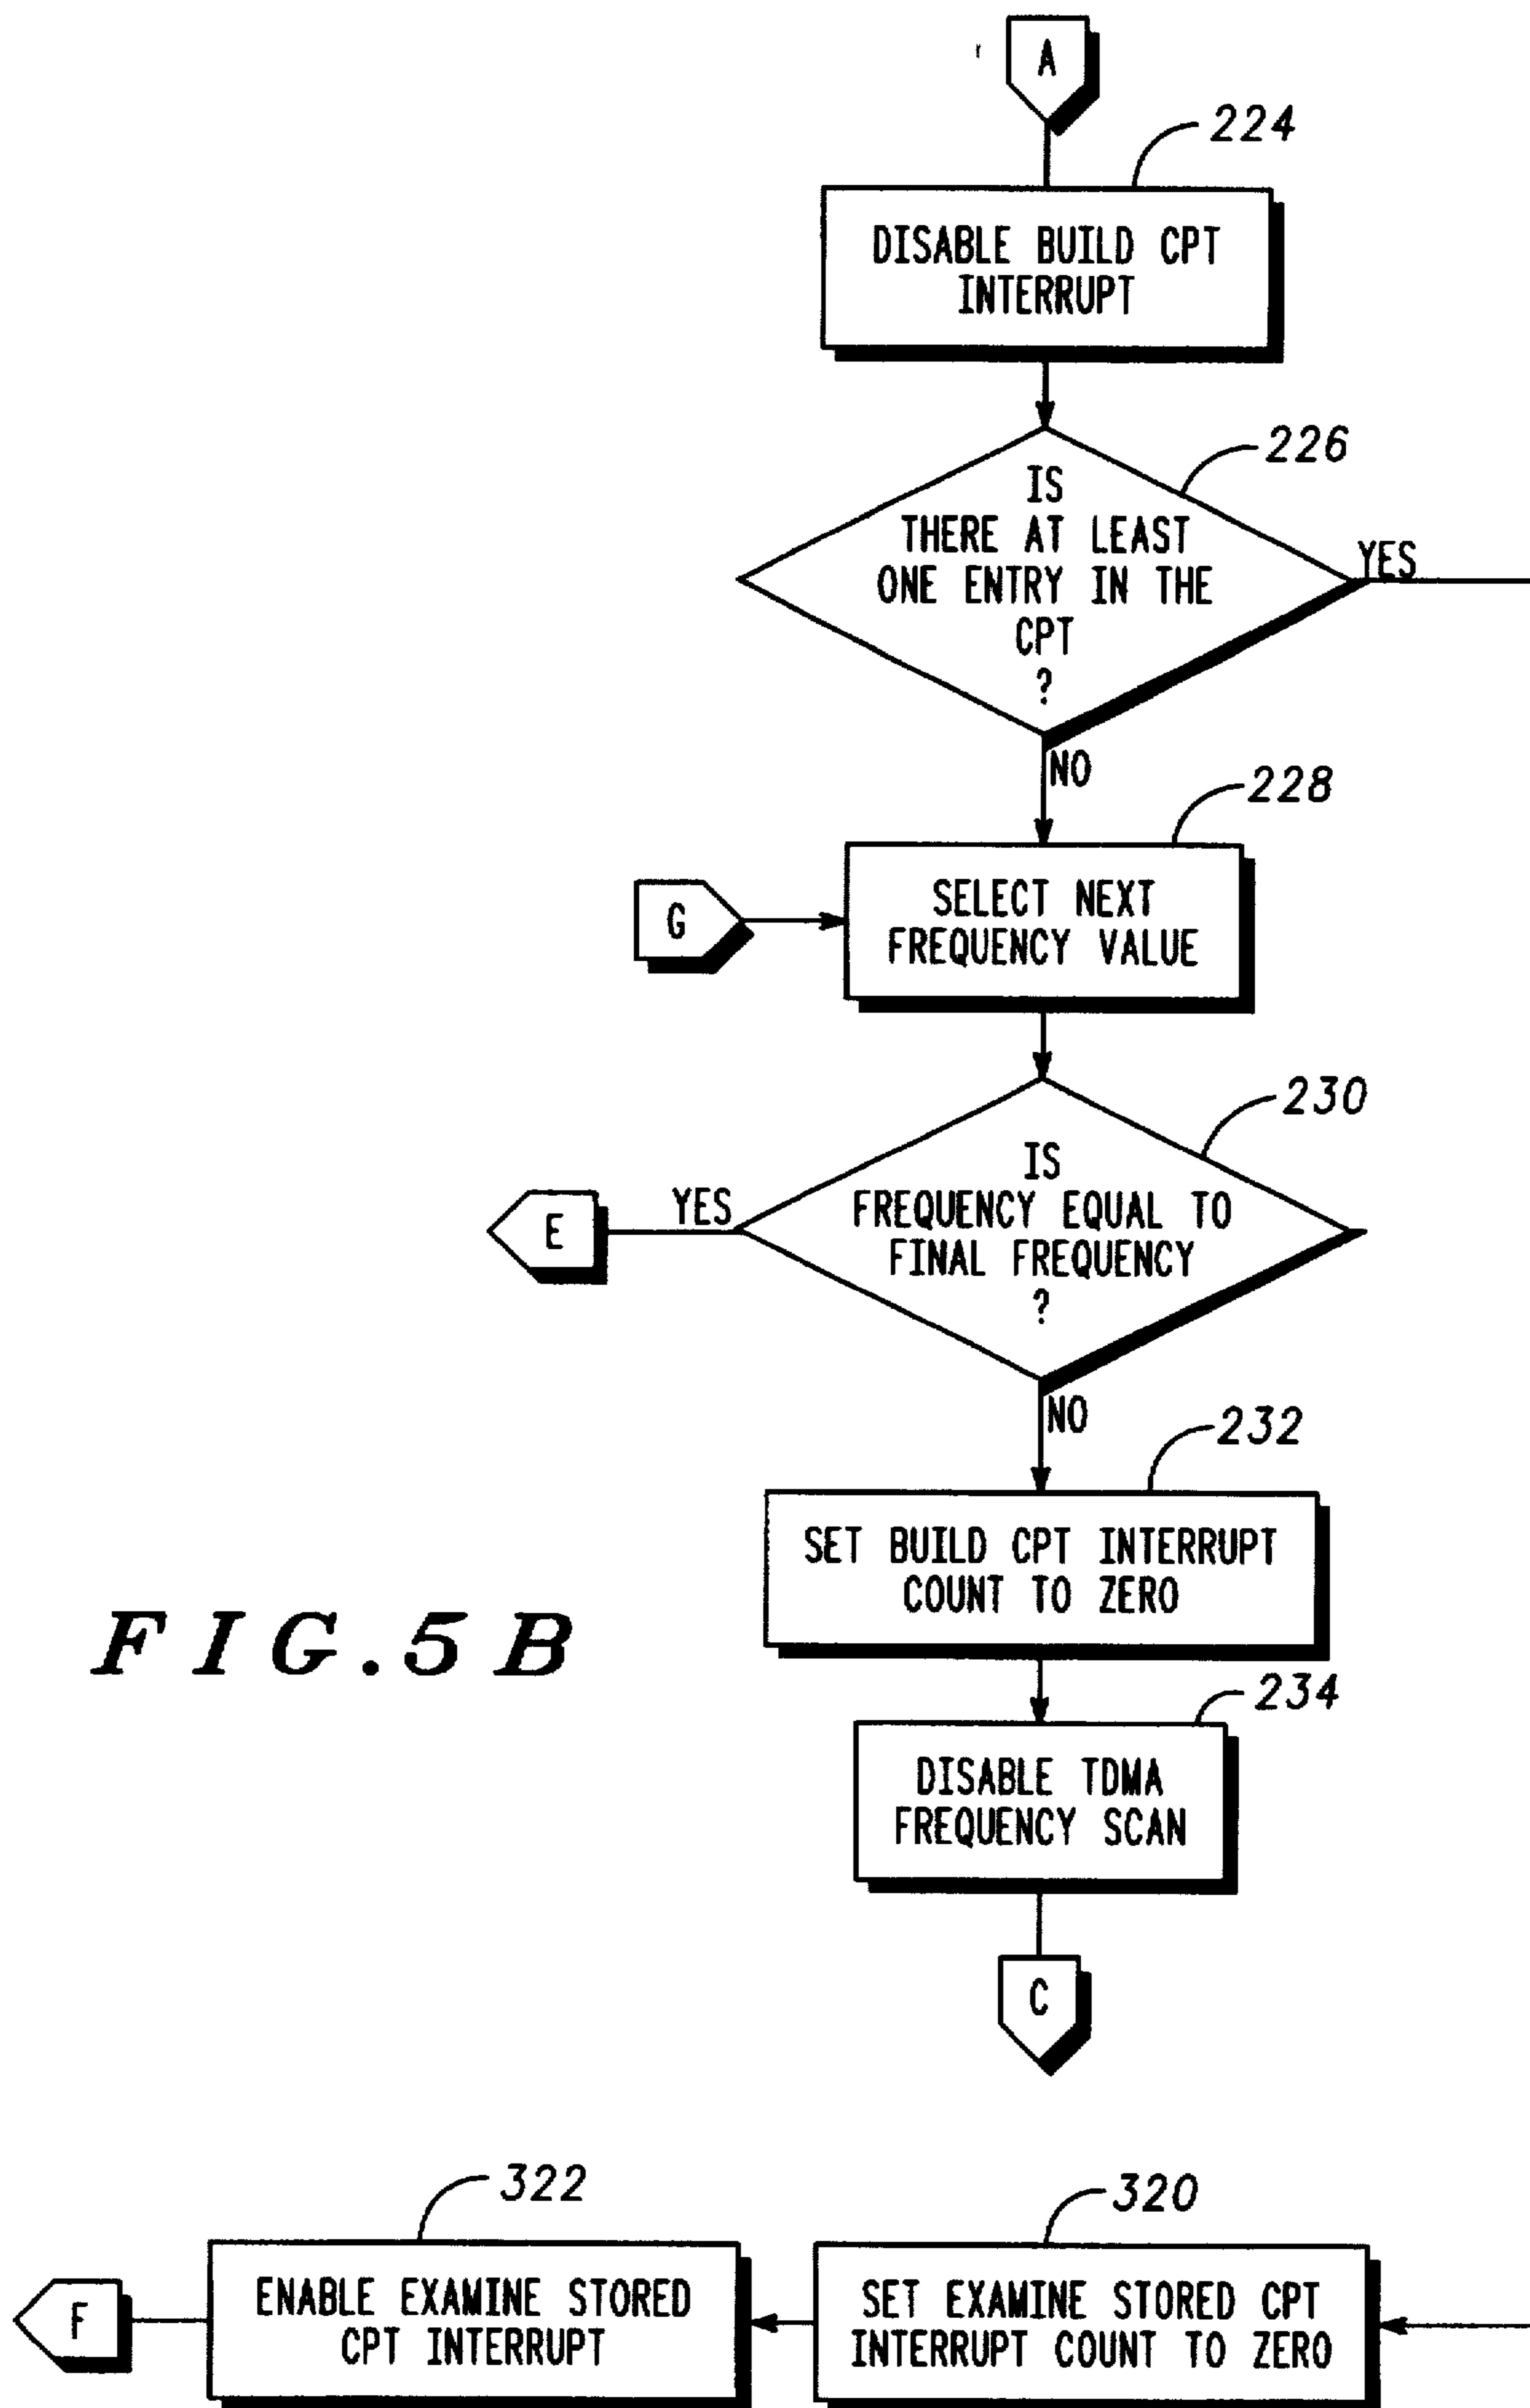 A
224
DISABLE BUILD CPT
INTERRUPT
226
IS
THERE AT LEAST
ONE ENTRY IN THE
CPT
?
YES
NO
228
G
SELECT NEXT
FREQUENCY VALUE
230
IS
FREQUENCY EQUAL TO
FINAL FREQUENCY
?
YES
E
NO
232
SET BUILD CPT INTERRUPT
COUNT TO ZERO
FIG.5B
234
DISABLE TDMA
FREQUENCY SCAN
C
322
320
F
ENABLE EXAMINE STORED
CPT INTERRUPT
SET EXAMINE STORED CPT
INTERRUPT COUNT TO ZERO